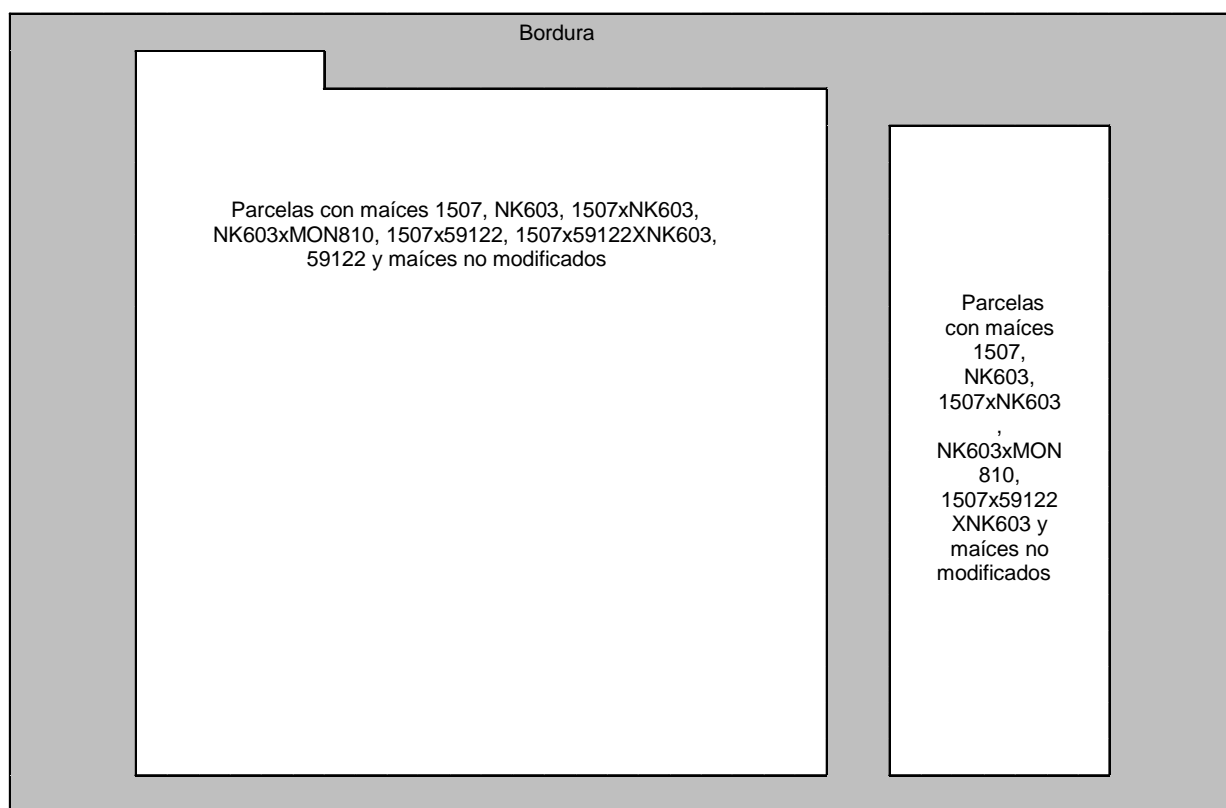 Bordura
Parcelas con maíces 1507, NK603, 1507xNK603,
NK603xMON810, 1507x59122, 1507x59122XNK603,
59122 y maíces no modificados
Parcelas
con maíces
1507,
NK603,
1507xNK603
,
NK603xMON
810,
1507x59122
XNK603 y
maíces no
modificados